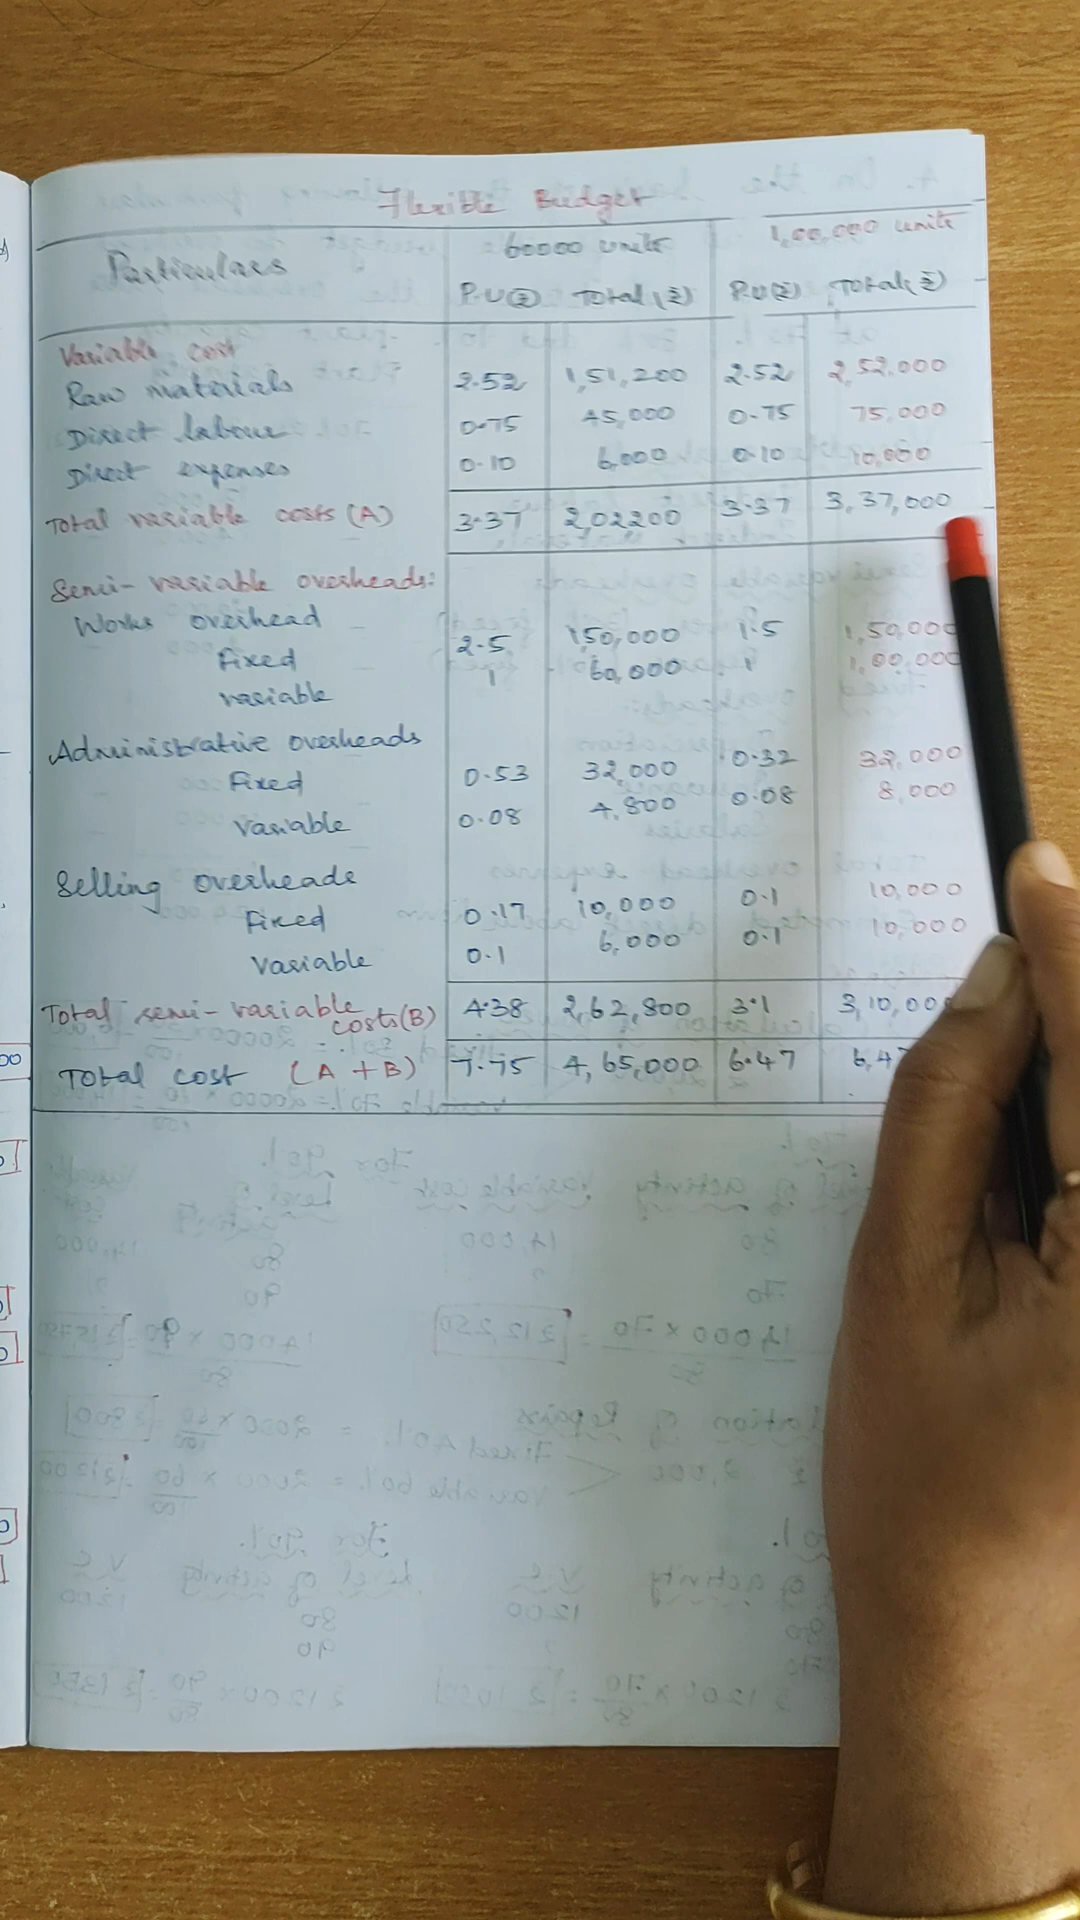 Flexible Budget
Particulars 60000 units 1,00,000 units
P.U(₹) Total(₹) P.U(₹) Total(₹)
Variable cost
Raw materials 2.52 1,51,200 2.52 2,52,000
Direct labour 0.75 45,000 0.75 75,000
Direct expenses 0.10 6,000 0.10 10,000
Total variable costs (A) 3.37 2,02200 3.37 3,37,000
Semi-variable overheads:
Works overhead
Fixed 2.5 150,000 1.5 1,50,000
variable 1 60,000 1 1,00,000
Administrative overheads
Fixed 0.53 32,000 0.32 32,000
Variable 0.08 4,800 0.08 8,000
Selling overheads
Fixed 0.17 10,000 0.1 10,000
Variable 0.1 6,000 0.1 10,000
Total semi-variable costs(B) 4.38 2,62,800 3.1 3,10,000
Total cost (A+B) 7.75 4,65,000 6.47 6,47